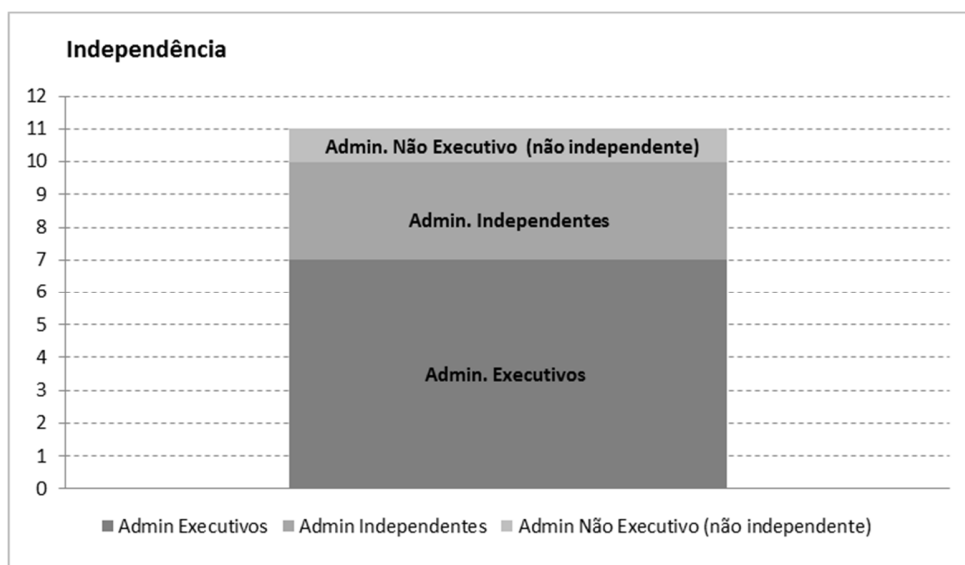 Independência
12
11
Admin. Não Executivo (não independente)
10
9
Admin. Independentes
8
7
6
5
4
Admin. Executivos
3
2
1
0
Admin Executivos Admin Independentes Admin Não Executivo (não independente)